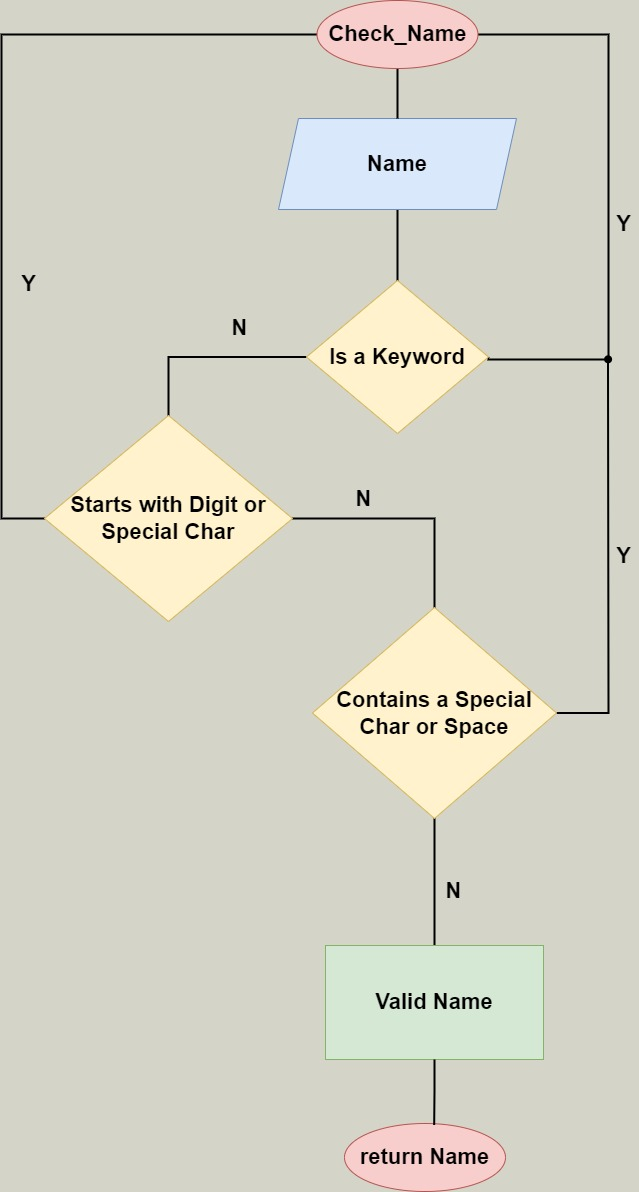 Check_Name
Name
Y
Y
N
Is a Keyword
Starts with Digit or
Special Char
N
Y
Contains a Special
Char or Space
N
Valid Name
return Name